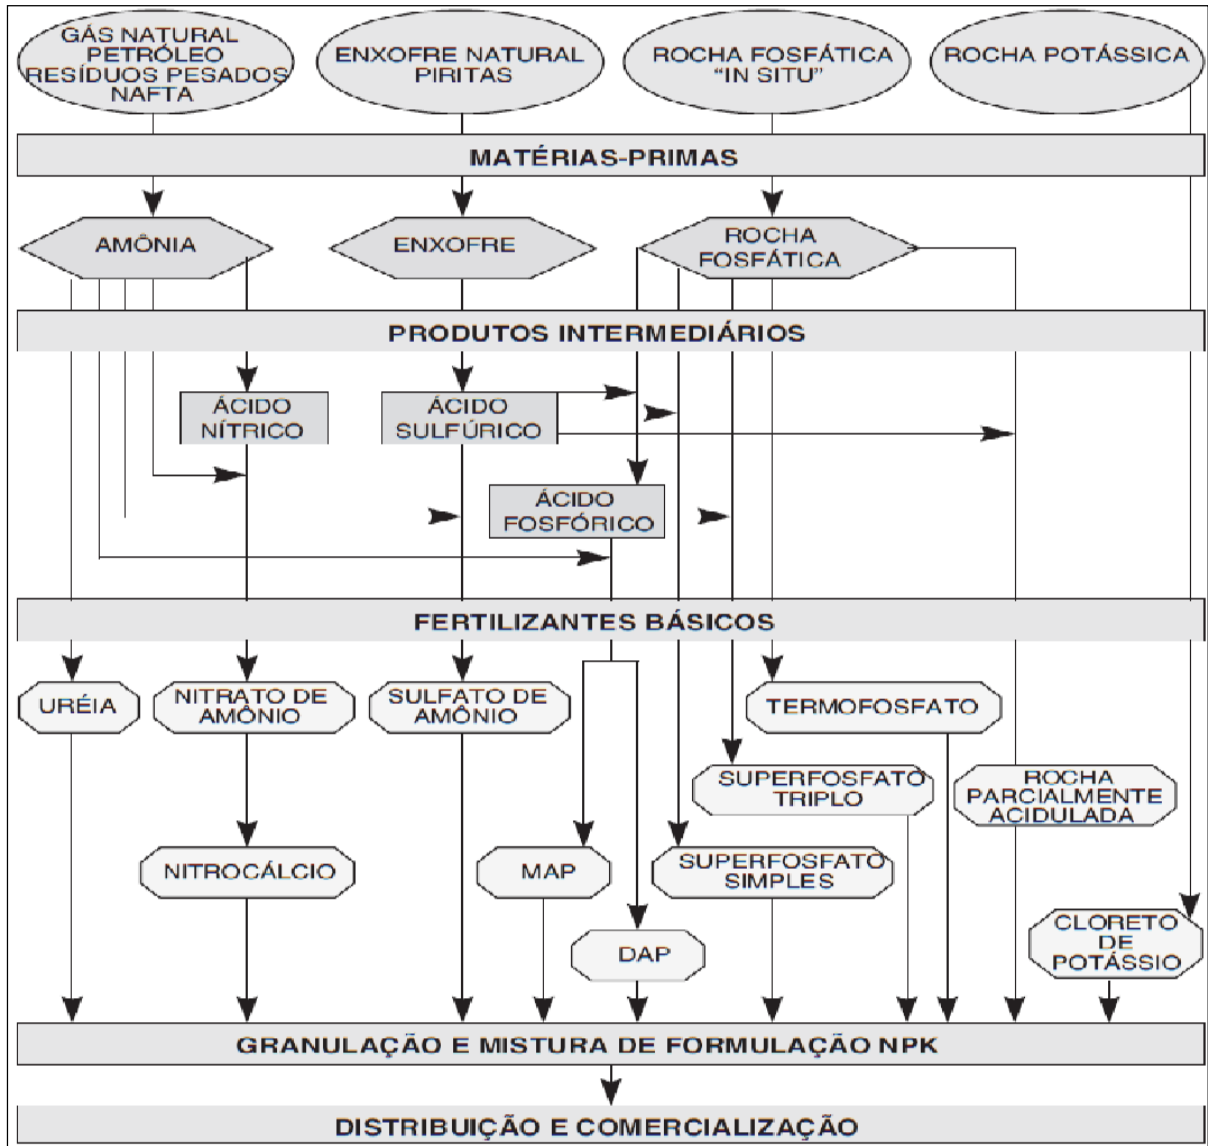 GÁS NATURAL
PETRÓLEO
RESÍDUOS PESADOS
NAFTA
ENXOFRE NATURAL
PIRITAS
ROCHA FOSFÁTICA
“IN SITU”
ROCHA POTÁSSICA
MATÉRIAS-PRIMAS
AMÔNIA
ENXOFRE
ROCHA
FOSFÁTICA
PRODUTOS INTERMEDIÁRIOS
ÁCIDO
NÍTRICO
ÁCIDO
SULFÚRICO
ÁCIDO
FOSFÓRICO
FERTILIZANTES BÁSICOS
URÉIA
NITRATO DE
AMÔNIO
SULFATO DE
AMÔNIO
TERMOFOSFATO
SUPERFOSFATO
TRIPLO
ROCHA
PARCIALMENTE
ACIDULADA
NITROCÁLCIO
MAP
SUPERFOSFATO
SIMPLES
DAP
CLORETO
DE
POTÁSSIO
GRANULAÇÃO E MISTURA DE FORMULAÇÃO NPK
DISTRIBUIÇÃO E COMERCIALIZAÇÃO